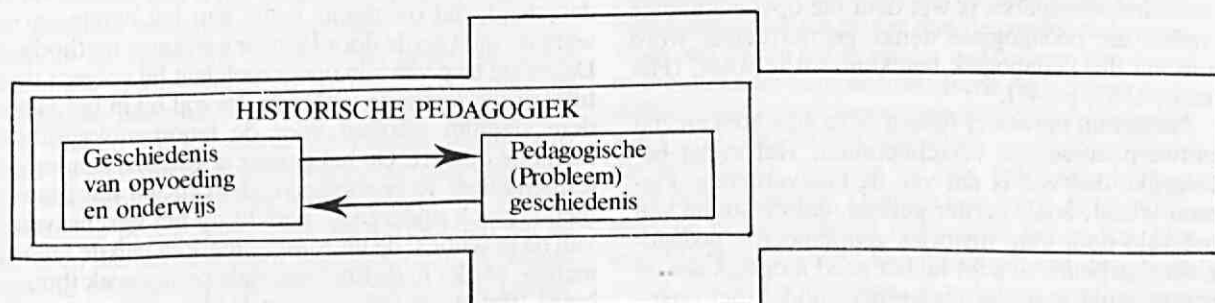 HISTORISCHE PEDAGOGIEK
Geschiedenis
van opvoeding
en onderwijs
Pedagogische
(Probleem)
geschiedenis